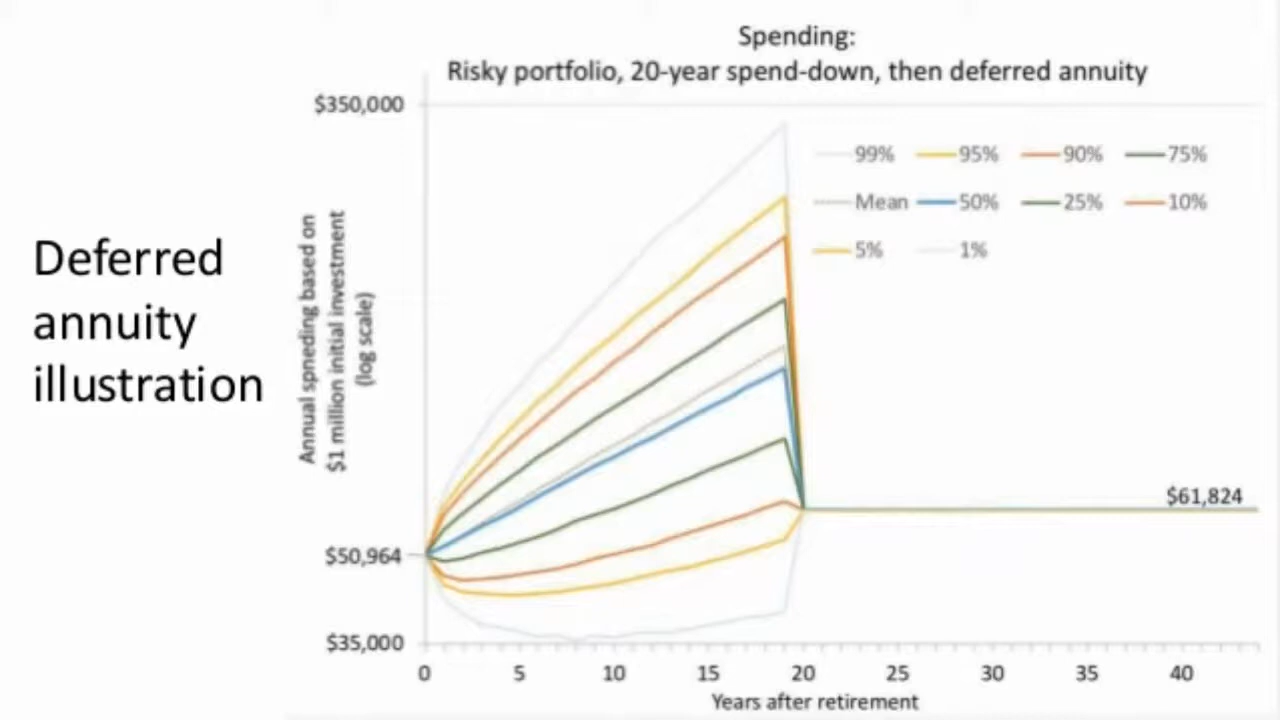 Deferred
annuity
illustration
Spending:
Risky portfolio, 20-year spend-down, then deferred annuity
Annual spneding based on
$1 million initial investment
(log scale)
$350,000
$50,964
$35,000
99% 95% 90% 75%
Mean 50% 25% 10%
5% 1%
$61,824
0 5 10 15 20 25 30 35 40
Years after retirement